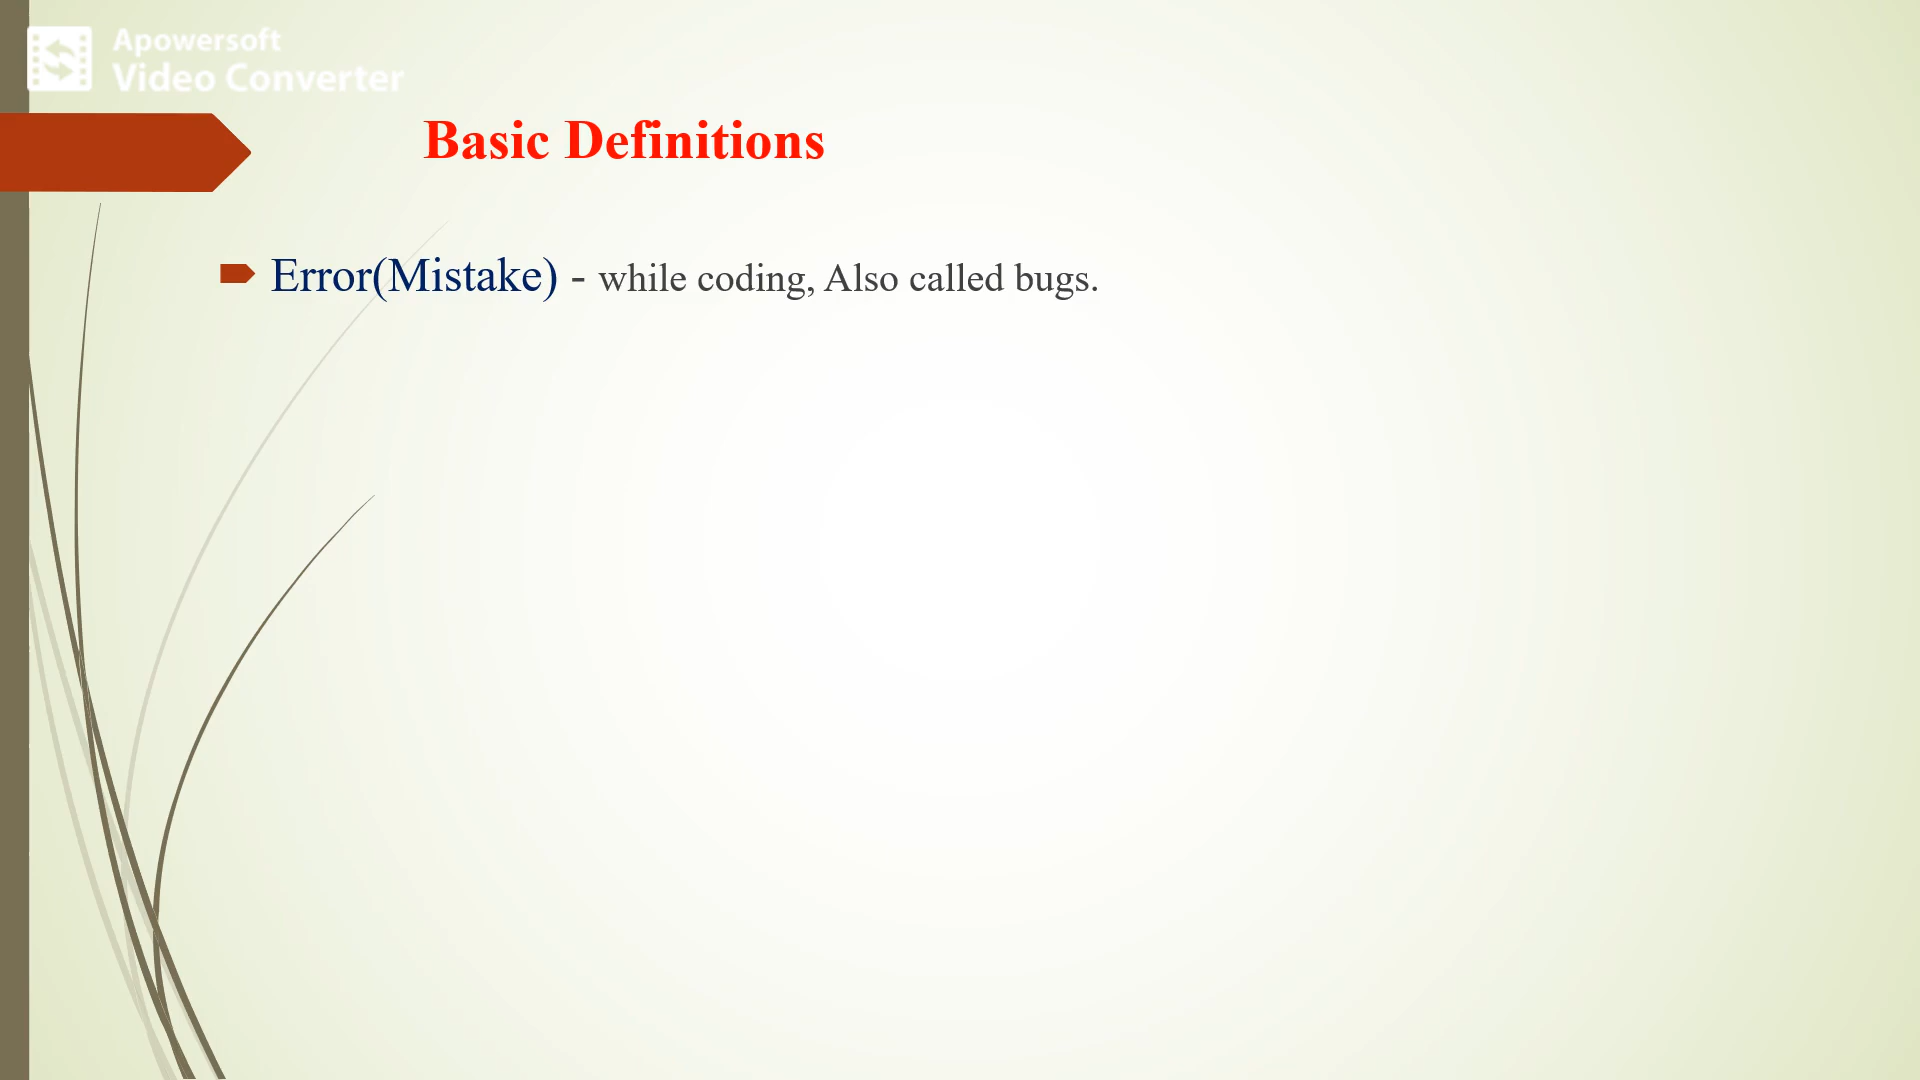 Apowersoft
Video Converter
Basic Definitions
Error(Mistake) - while coding, Also called bugs.